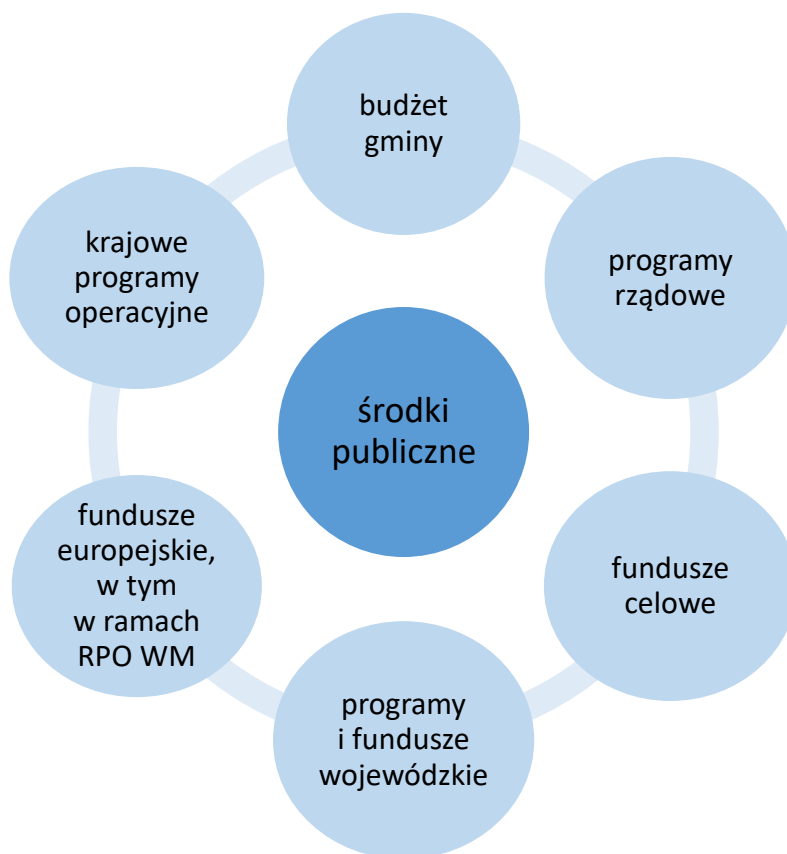 budżet
gminy
programy
rządowe
fundusze
celowe
programy
i fundusze
wojewódzkie
fundusze
europejskie,
w tym
w ramach
RPO WM
krajowe
programy
operacyjne
środki
publiczne